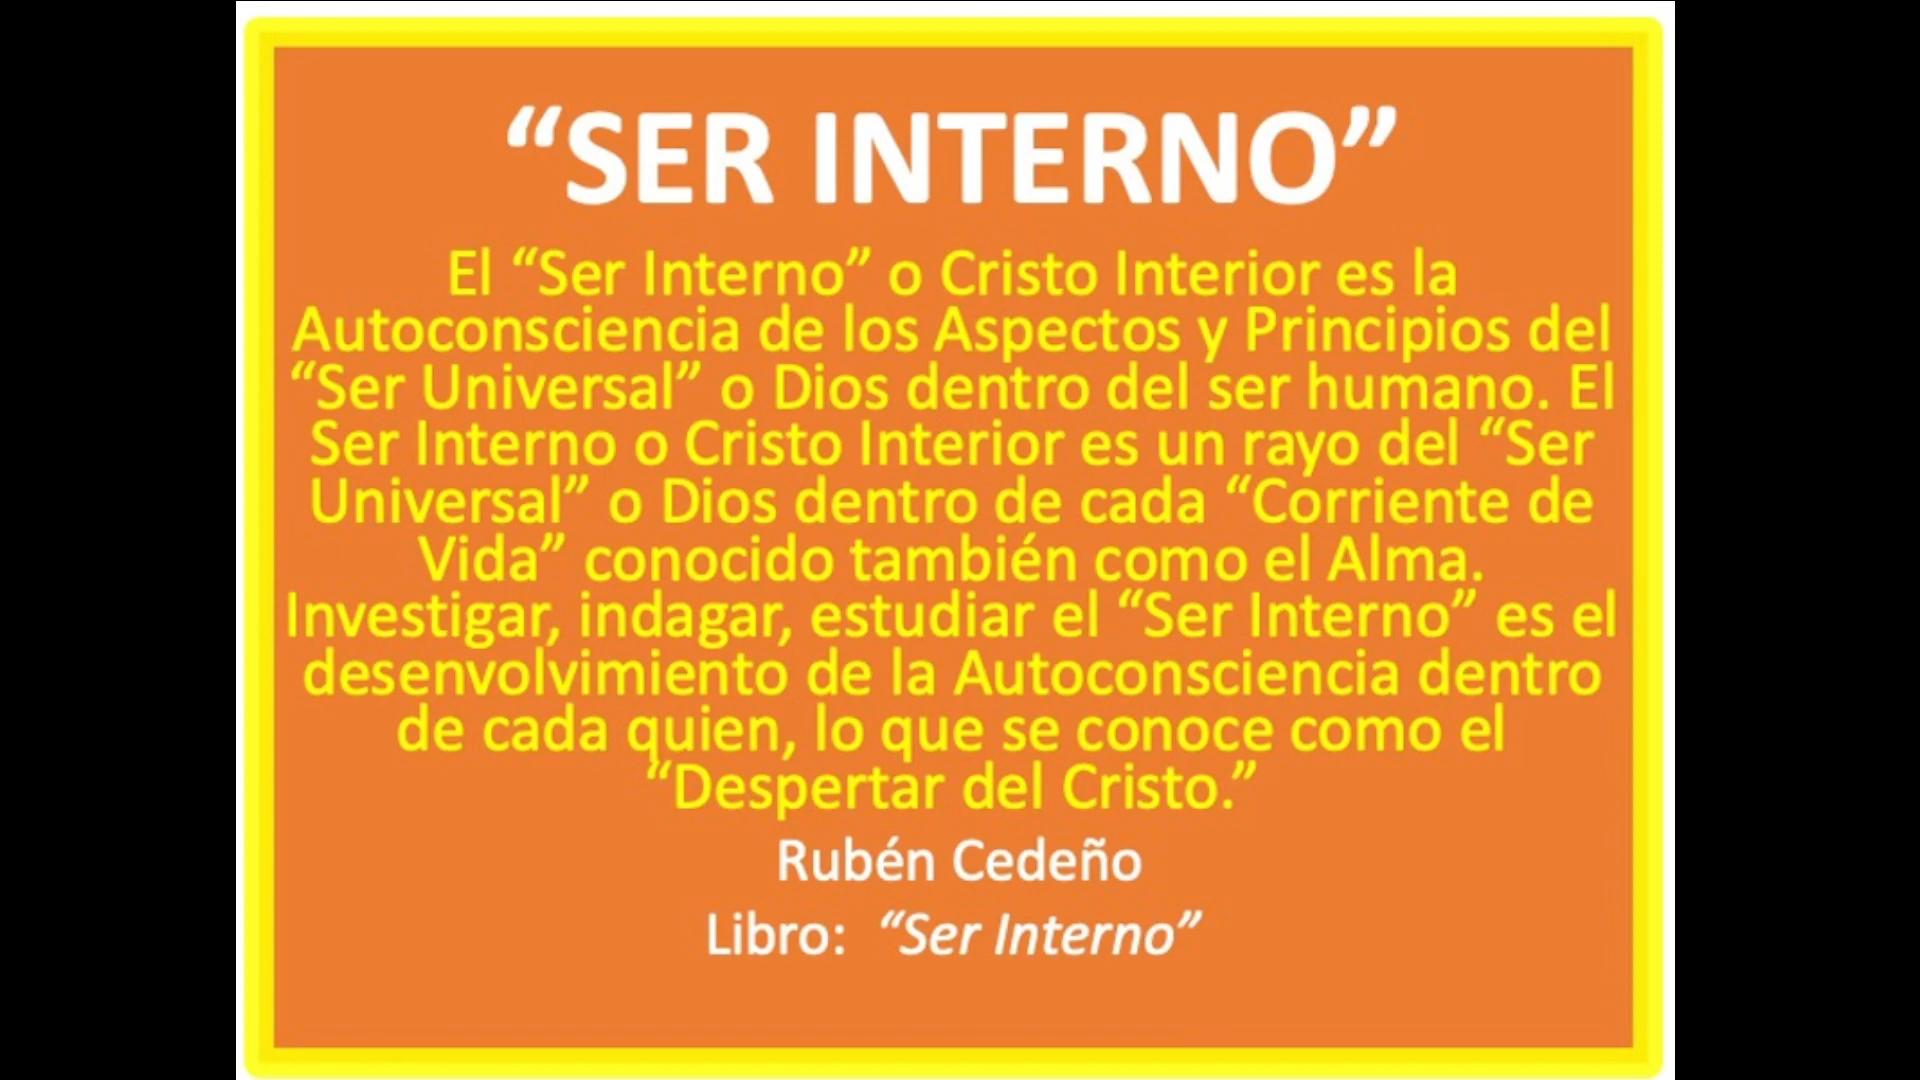 “SER INTERNO”
El “Ser Interno” o Cristo Interior es la
Autoconsciencia de los Aspectos y Principios del
“Ser Universal” o Dios dentro del ser humano. El
Ser Interno o Cristo Interior es un rayo del “Ser
Universal” o Dios dentro de cada “Corriente de
Vida” conocido también como el Alma.
Investigar, indagar, estudiar el “Ser Interno” es el
desenvolvimiento de la Autoconsciencia dentro
de cada quien, lo que se conoce como el
“Despertar del Cristo.”
Rubén Cedeño
Libro: “Ser Interno”